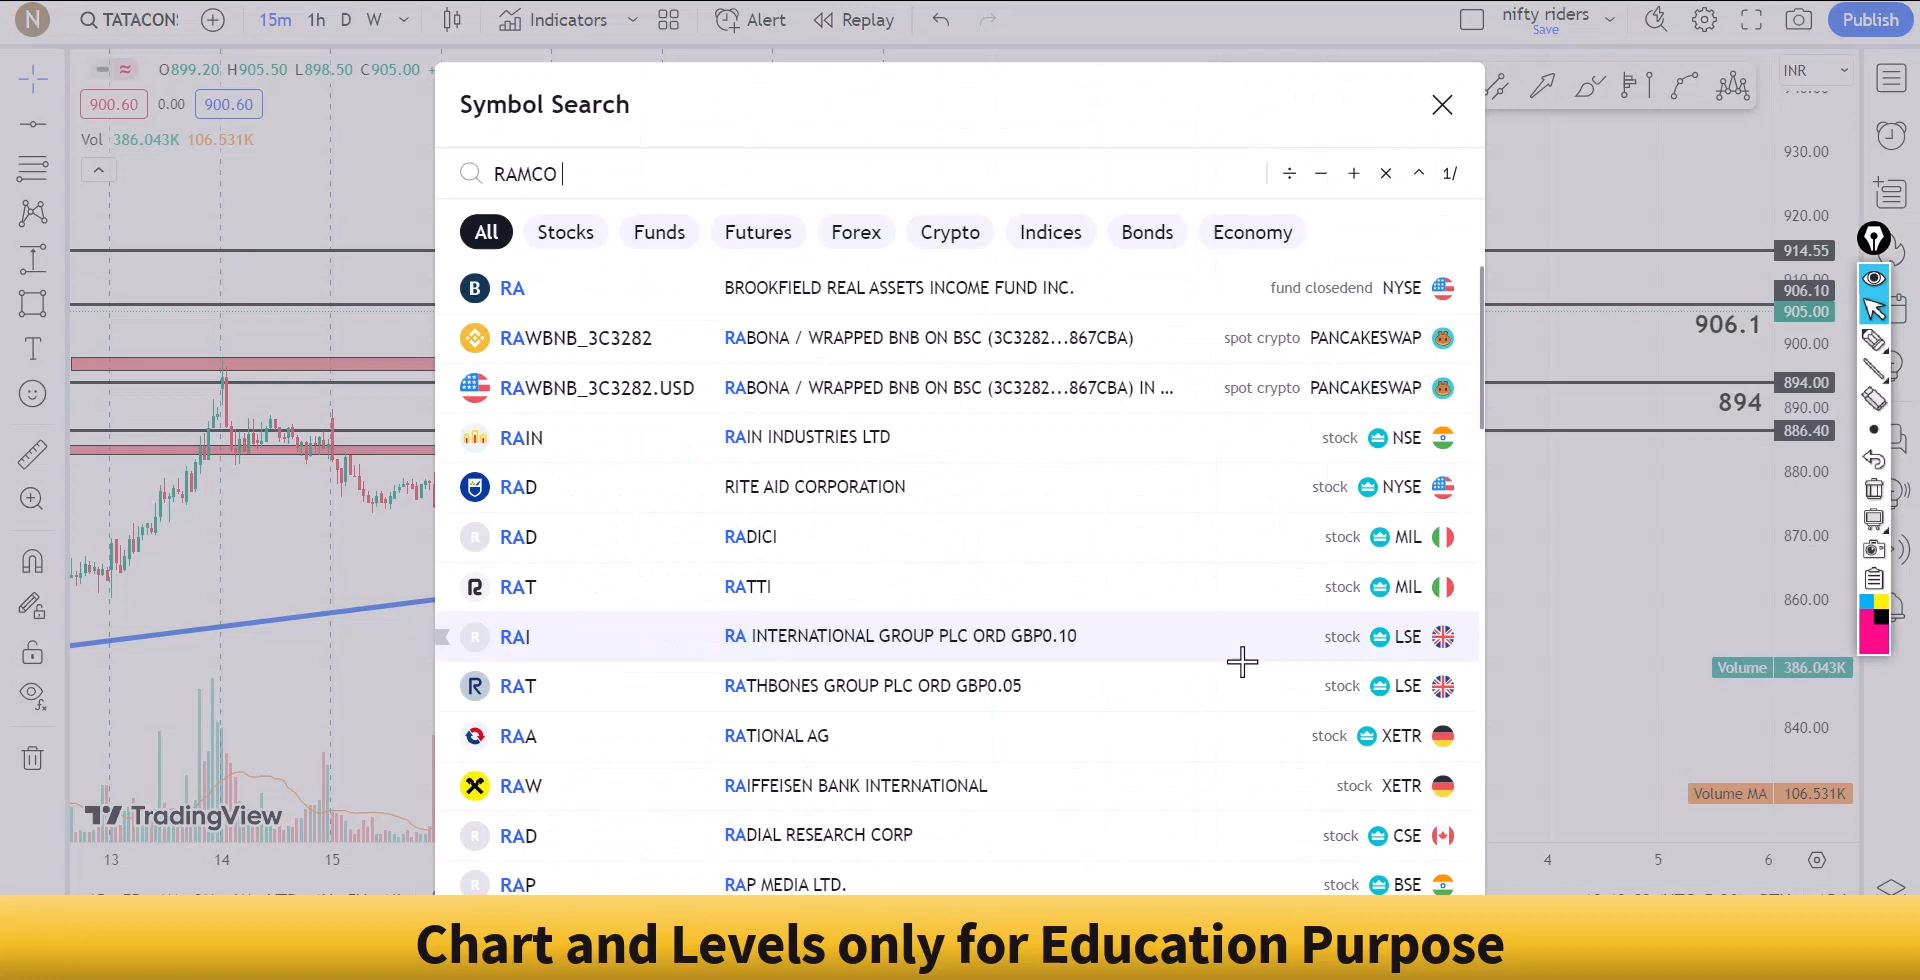 N TATACON: 15m 1h D W Indicators Alert Replay nifty riders Save Publish
O899.20 H905.50 L898.50 C905.00
900.60 0.00 900.60
Vol 386.043K 106.531K
Symbol Search
RAMCO
÷ − + × ^ 1/
All Stocks Funds Futures Forex Crypto Indices Bonds Economy
B RA BROOKFIELD REAL ASSETS INCOME FUND INC. fund closedend NYSE
RAWBNB_3C3282 RABONA / WRAPPED BNB ON BSC (3C3282...867CBA) spot crypto PANCAKESWAP
RAWBNB_3C3282.USD RABONA / WRAPPED BNB ON BSC (3C3282...867CBA) IN ... spot crypto PANCAKESWAP
RAIN RAIN INDUSTRIES LTD stock NSE
RAD RITE AID CORPORATION stock NYSE
R RAD RADICI stock MIL
RAT RATTI stock MIL
R RAI RA INTERNATIONAL GROUP PLC ORD GBP0.10 stock LSE
R RAT RATHBONES GROUP PLC ORD GBP0.05 stock LSE
RAA RATIONAL AG stock XETR
RAW RAIFFEISEN BANK INTERNATIONAL stock XETR
R RAD RADIAL RESEARCH CORP stock CSE
R RAP RAP MEDIA LTD. stock BSE
INR
930.00
920.00
914.55
906.10
905.00
906.1
900.00
894.00
894
890.00
886.40
880.00
870.00
860.00
Volume 386.043K
840.00
Volume MA 106.531K
TradingView
13 14 15 4 5 6
Chart and Levels only for Education Purpose